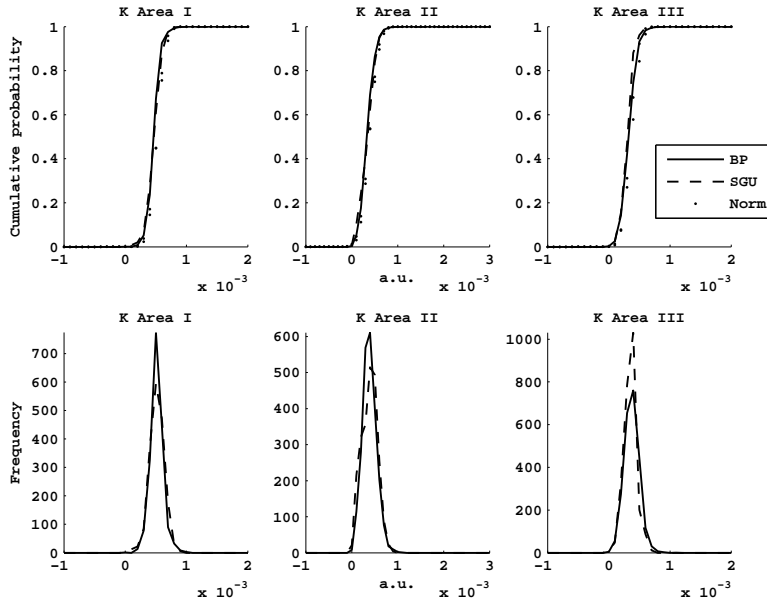 K Area I
K Area II
K Area III
Cumulative probability
1
0.8
0.6
0.4
0.2
0
-1 0 1 2
x 10^-3
1
0.8
0.6
0.4
0.2
0
-1 0 1 2 3
a.u.
x 10^-3
1
0.8
0.6
0.4
0.2
0
-1 0 1 2
x 10^-3
BP
SGU
Norm
K Area I
K Area II
K Area III
Frequency
700
600
500
400
300
200
100
0
-1 0 1 2
x 10^-3
600
500
400
300
200
100
0
-1 0 1 2 3
a.u.
x 10^-3
1000
800
600
400
200
0
-1 0 1 2
x 10^-3